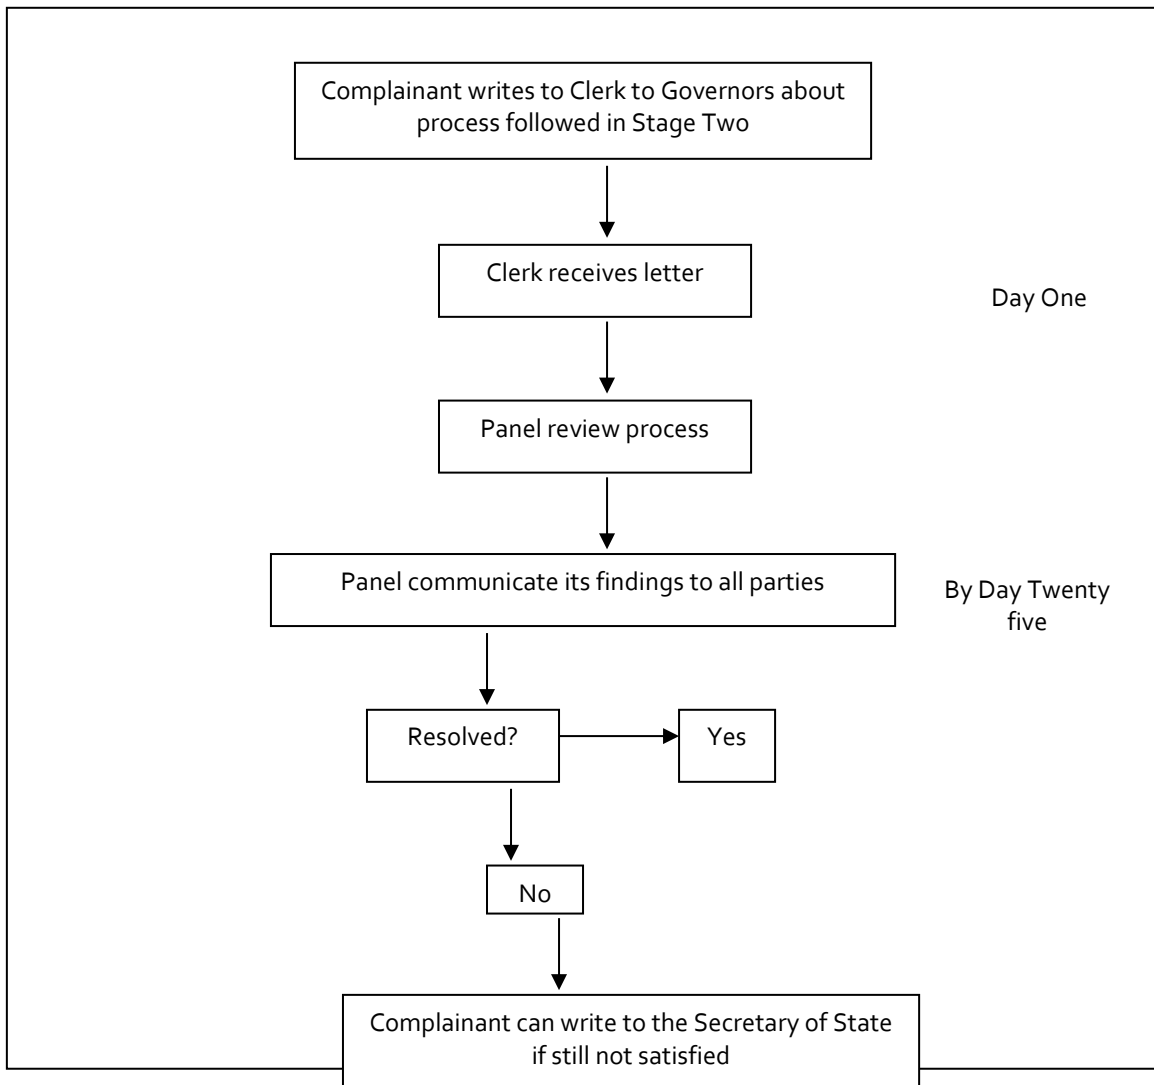 Complainant writes to Clerk to Governors about
process followed in Stage Two
Clerk receives letter
Day One
Panel review process
Panel communicate its findings to all parties
By Day Twenty
five
Resolved?
Yes
No
Complainant can write to the Secretary of State
if still not satisfied